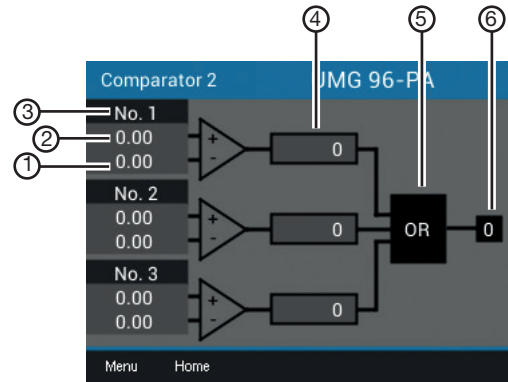 ④ ⑤ ⑥
Comparator 2 UMG 96-PA
③ No. 1
② 0.00
① 0.00
+
-
0
No. 2
0.00
0.00
+
-
0
OR
0
No. 3
0.00
0.00
+
-
0
Menu Home